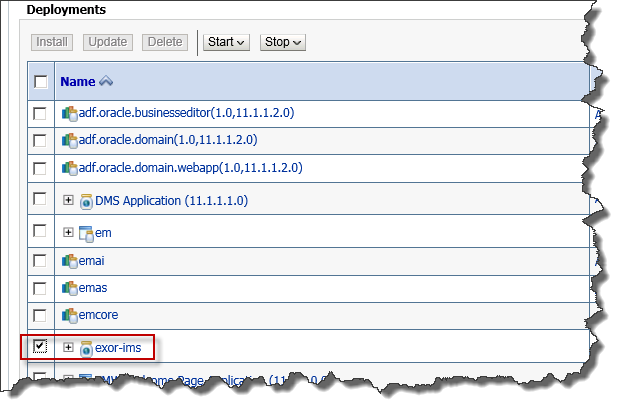 Deployments
Install Update Delete Start Stop
Name
adf.oracle.businesseditor(1.0,11.1.1.2.0)
adf.oracle.domain(1.0,11.1.1.2.0)
adf.oracle.domain.webapp(1.0,11.1.1.2.0)
DMS Application (11.1.1.1.0)
em
emai
emas
emcore
exor-ims